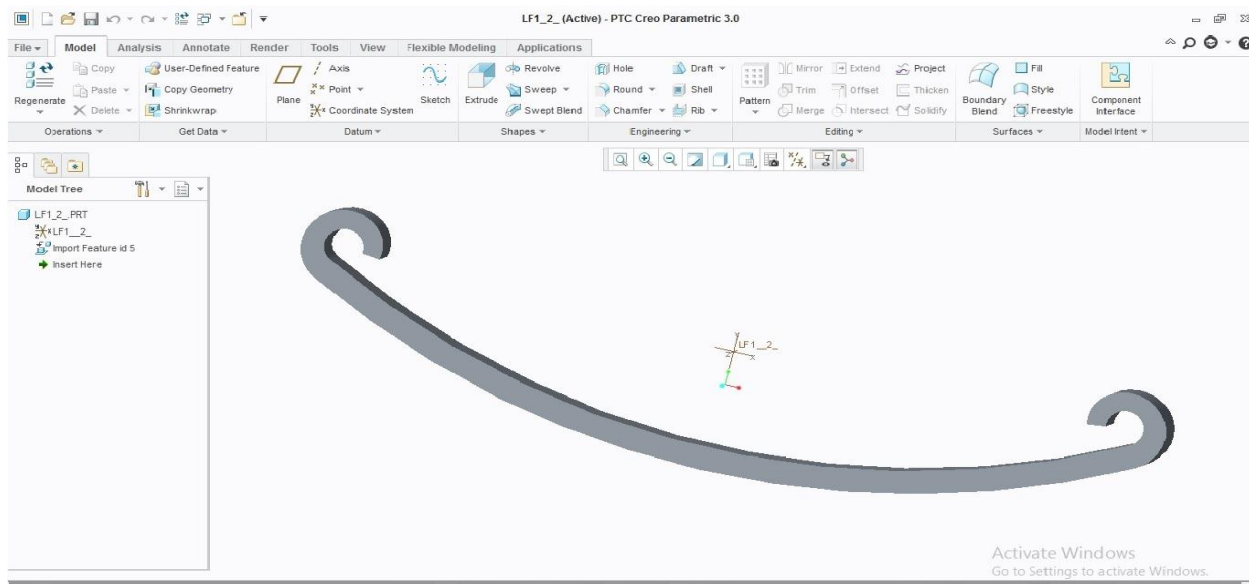 LF1_2_ (Active) - PTC Creo Parametric 3.0
File Model Analysis Annotate Render Tools View Flexible Modeling Applications
Copy User-Defined Feature Axis Revolve Hole Draft Mirror Extend Project Fill
Regenerate Paste Copy Geometry Plane Point Sketch Extrude Sweep Round Shell Pattern Trim Offset Thicken Boundary Blend Style Component Interface
Delete Shrinkwrap Coordinate System Swept Blend Chamfer Rib Merge Intersect Solidify Freestyle
Operations Get Data Datum Shapes Engineering Editing Surfaces Model Intent
Model Tree
LF1_2_.PRT
LF1__2_
Import Feature id 5
Insert Here
Y
LF1__2_
Z X
Activate Windows
Go to Settings to activate Windows.